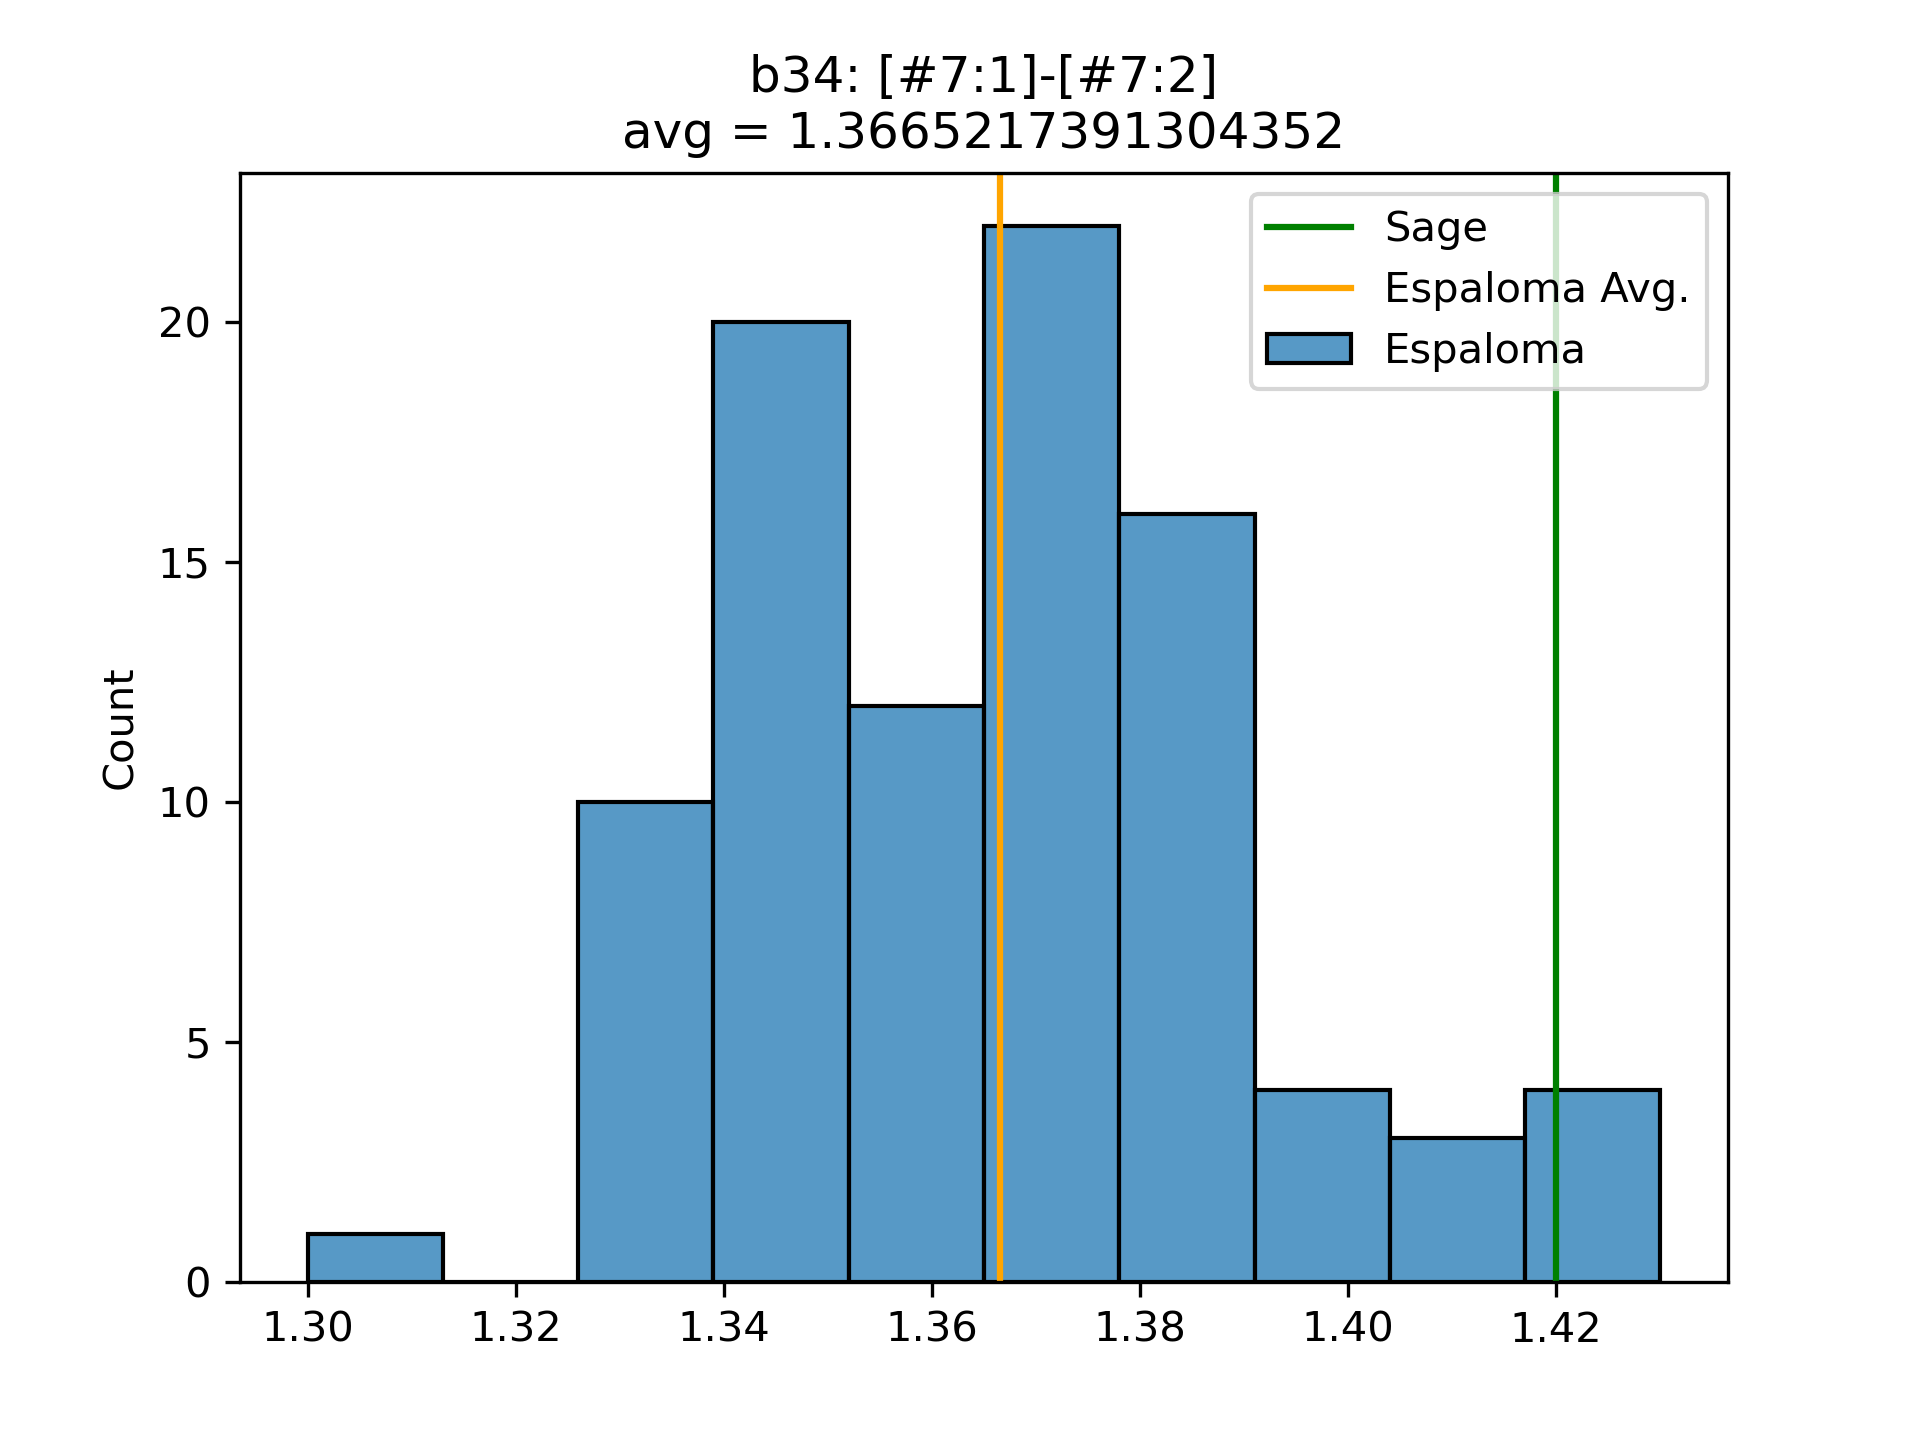 b34: [#7:1]-[#7:2]
avg = 1.3665217391304352
Sage
Espaloma Avg.
Espaloma
20
15
10
5
0
Count
1.30 1.32 1.34 1.36 1.38 1.40 1.42